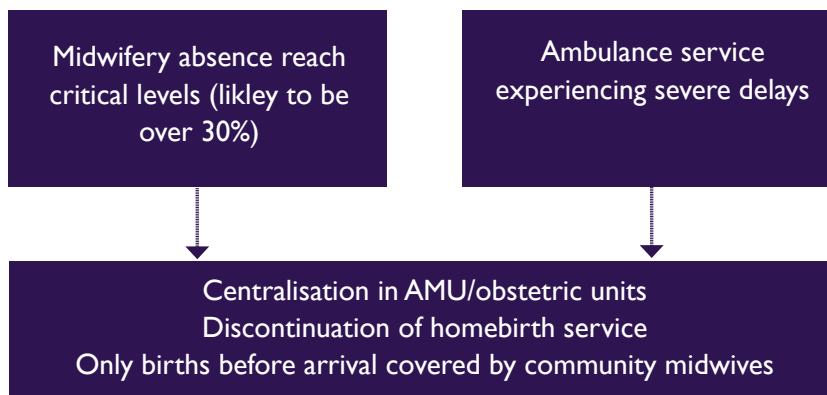 Midwifery absence reach
critical levels (likley to be
over 30%)
Ambulance service
experiencing severe delays
Centralisation in AMU/obstetric units
Discontinuation of homebirth service
Only births before arrival covered by community midwives